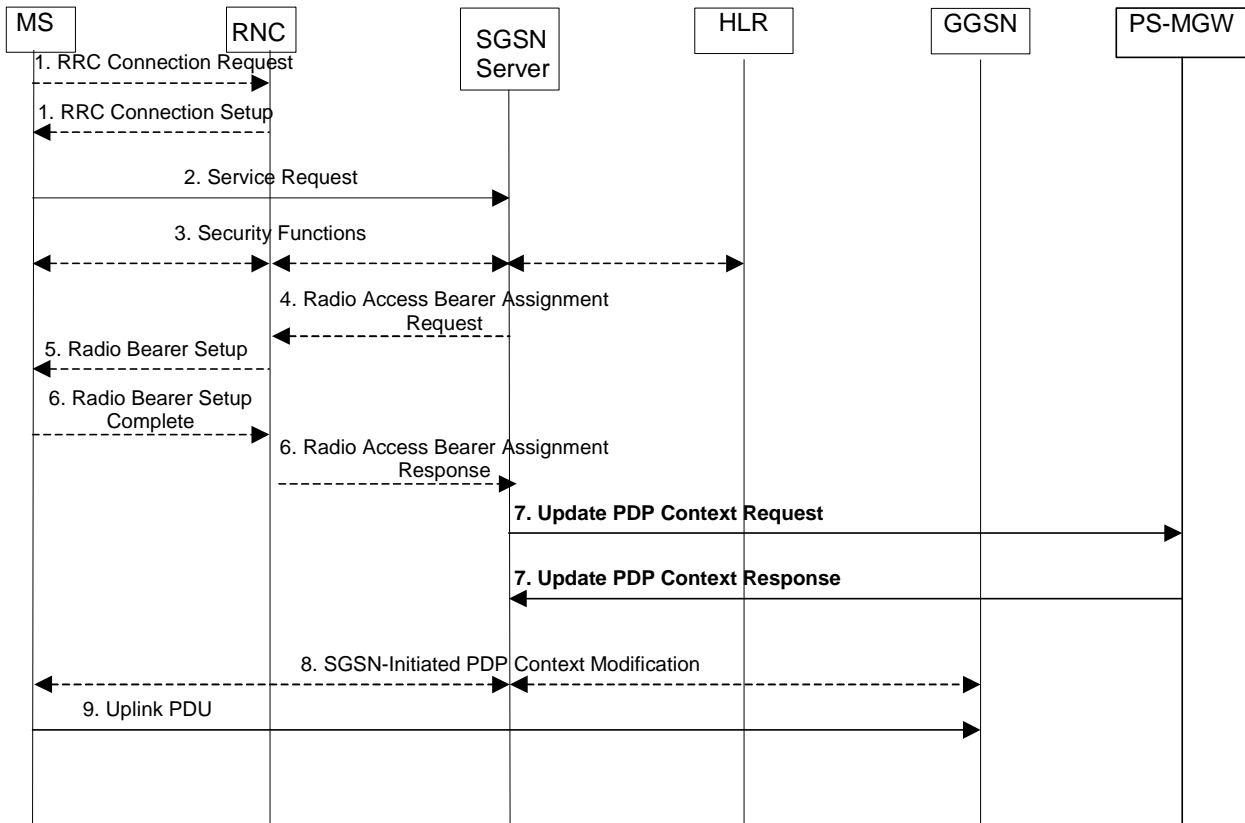 MS
RNC
SGSN
Server
HLR
GGSN
PS-MGW
1. RRC Connection Request
1. RRC Connection Setup
2. Service Request
3. Security Functions
4. Radio Access Bearer Assignment
Request
5. Radio Bearer Setup
6. Radio Bearer Setup
Complete
6. Radio Access Bearer Assignment
Response
7. Update PDP Context Request
7. Update PDP Context Response
8. SGSN-Initiated PDP Context Modification
9. Uplink PDU